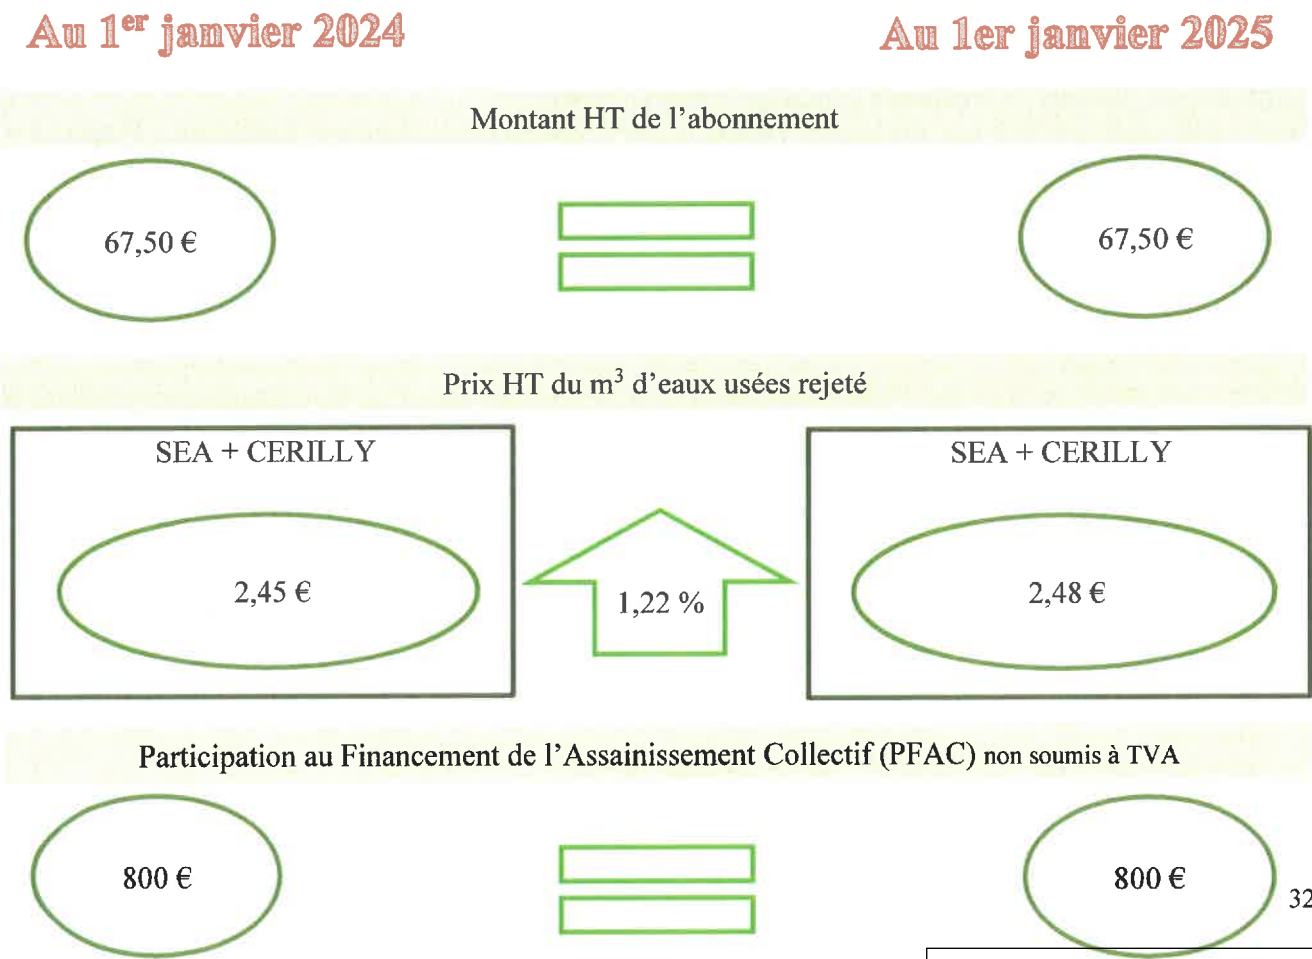 Au 1er janvier 2024
Au 1er janvier 2025
Montant HT de l'abonnement
67,50 €
67,50 €
Prix HT du m³ d'eaux usées rejeté
SEA + CERILLY
SEA + CERILLY
2,45 €
1,22 %
2,48 €
Participation au Financement de l'Assainissement Collectif (PFAC) non soumis à TVA
800 €
800 €
32